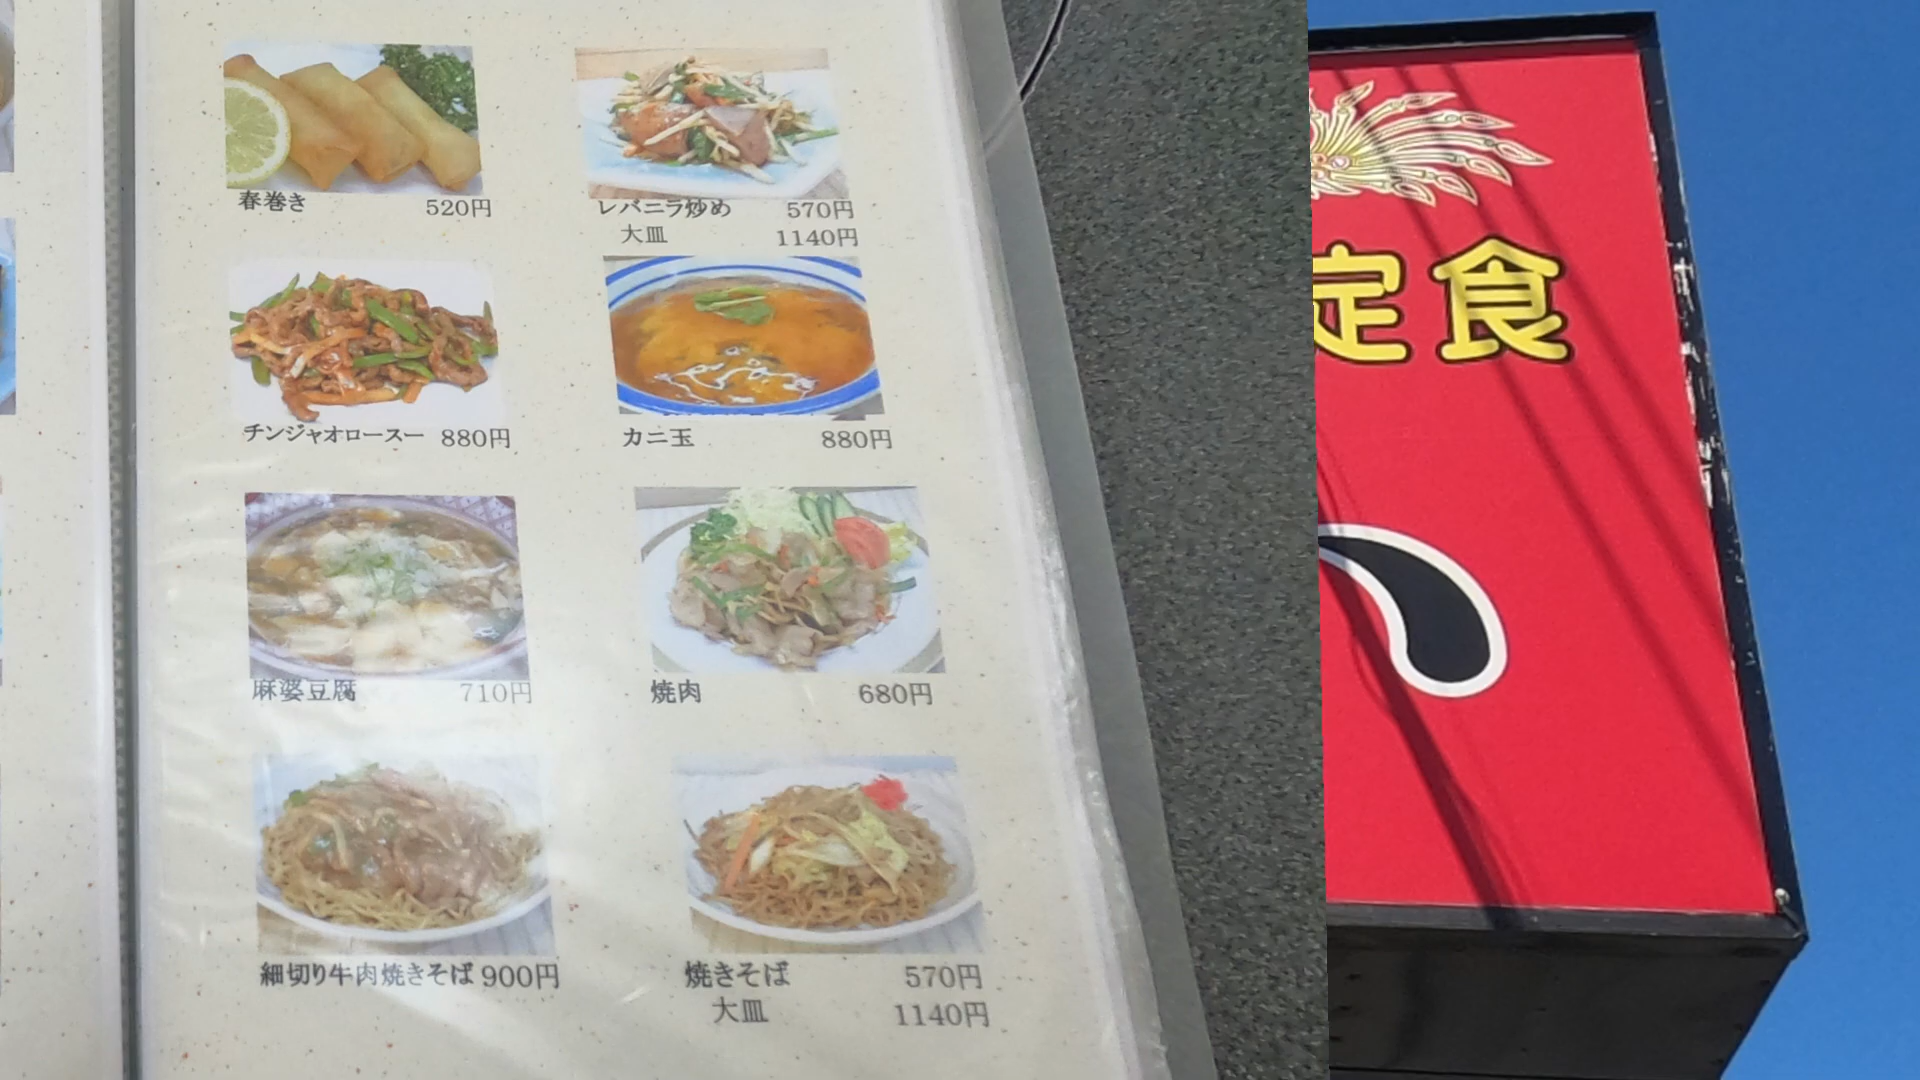 春巻き 520円
レバニラ炒め 570円
大皿 1140円
チンジャオロースー 880円
カニ玉 880円
麻婆豆腐 710円
焼肉 680円
細切り牛肉焼きそば 900円
焼きそば 570円
大皿 1140円
定食